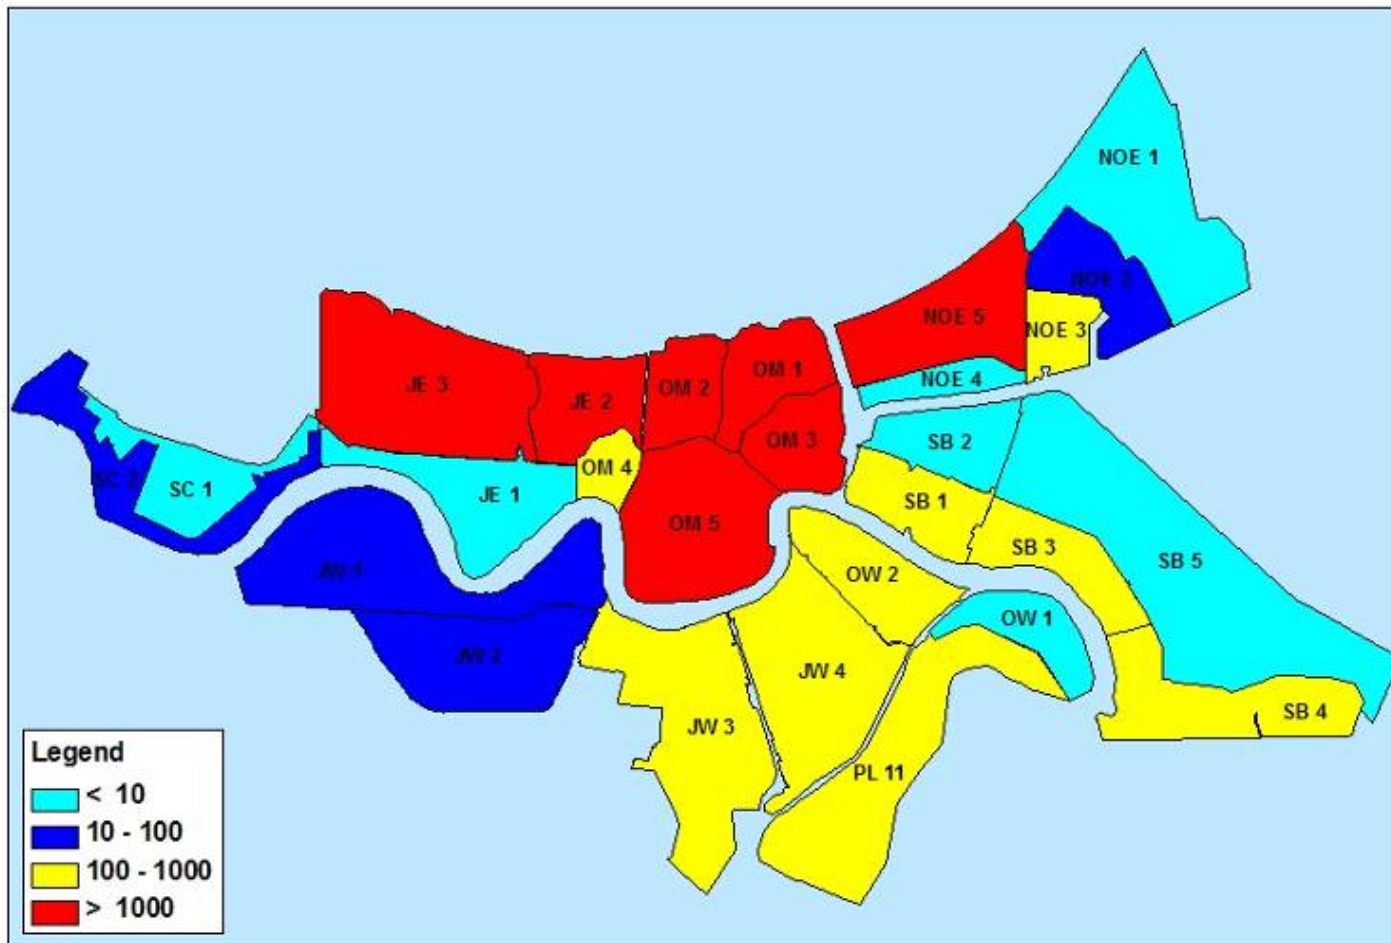 NOE 1
NOE 2
NOE 5
NOE 3
JE 3
OM 1
OM 2
NOE 4
JE 2
OM 3
SB 2
OM 4
SC 2
SC 1
JE 1
SB 1
OM 5
SB 3
SB 5
JW 1
OW 2
OW 1
JW 2
JW 4
SB 4
JW 3
PL 11
Legend
< 10
10 - 100
100 - 1000
> 1000